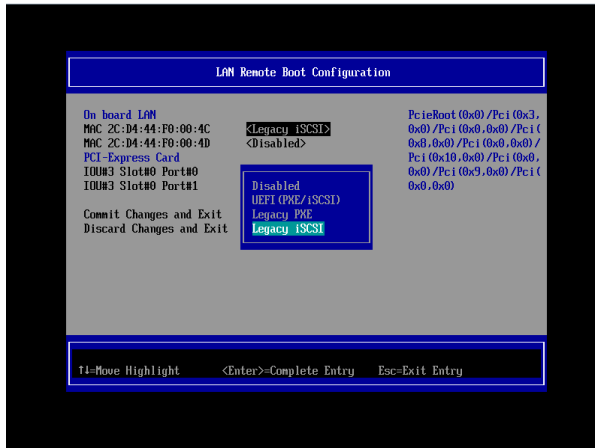 LAN Remote Boot Configuration
On board LAN
MAC 2C:D4:44:F0:00:4C <Legacy iSCSI>
MAC 2C:D4:44:F0:00:4D <Disabled>
PCI-Express Card
IOU#3 Slot#0 Port#0
IOU#3 Slot#0 Port#1
Commit Changes and Exit
Discard Changes and Exit
Disabled
UEFI(PXE/iSCSI)
Legacy PXE
Legacy iSCSI
PcieRoot(0x0)/Pci(0x3,
0x0)/Pci(0x0,0x0)/Pci(
0x8,0x0)/Pci(0x0,0x0)/
Pci(0x10,0x0)/Pci(0x0,
0x0)/Pci(0x9,0x0)/Pci(
0x0,0x0)
↑↓=Move Highlight <Enter>=Complete Entry Esc=Exit Entry